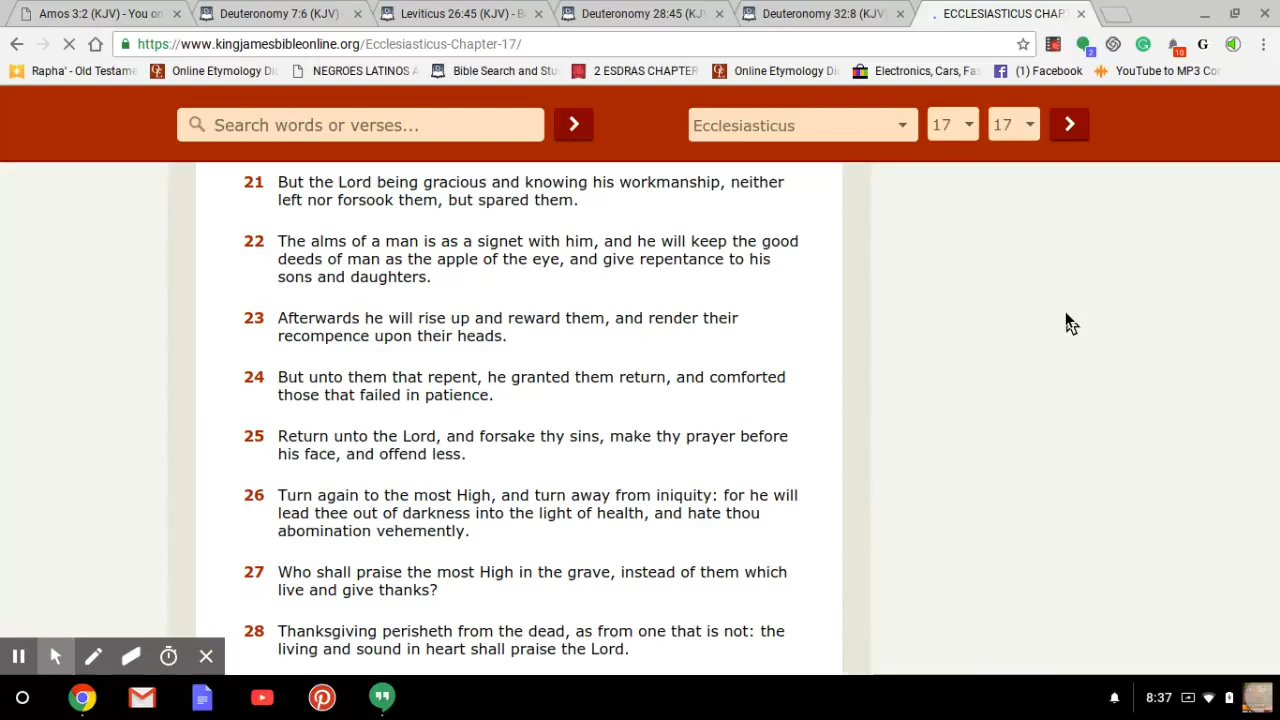 Amos 3:2 (KJV) - You on
Deuteronomy 7:6 (KJV) -
Leviticus 26:45 (KJV) - B
Deuteronomy 28:45 (KJV)
Deuteronomy 32:8 (KJV) -
ECCLESIASTICUS CHAP
https://www.kingjamesbibleonline.org/Ecclesiasticus-Chapter-17/
2
10
G
Rapha' - Old Testame
Online Etymology Dic
NEGROES LATINOS A
Bible Search and Stu
2 ESDRAS CHAPTER
Online Etymology Di
Electronics, Cars, Fas
(1) Facebook
YouTube to MP3 Co
Search words or verses...
Ecclesiasticus
17
17
21 But the Lord being gracious and knowing his workmanship, neither
left nor forsook them, but spared them.
22 The alms of a man is as a signet with him, and he will keep the good
deeds of man as the apple of the eye, and give repentance to his
sons and daughters.
23 Afterwards he will rise up and reward them, and render their
recompence upon their heads.
24 But unto them that repent, he granted them return, and comforted
those that failed in patience.
25 Return unto the Lord, and forsake thy sins, make thy prayer before
his face, and offend less.
26 Turn again to the most High, and turn away from iniquity: for he will
lead thee out of darkness into the light of health, and hate thou
abomination vehemently.
27 Who shall praise the most High in the grave, instead of them which
live and give thanks?
28 Thanksgiving perisheth from the dead, as from one that is not: the
living and sound in heart shall praise the Lord.
8:37